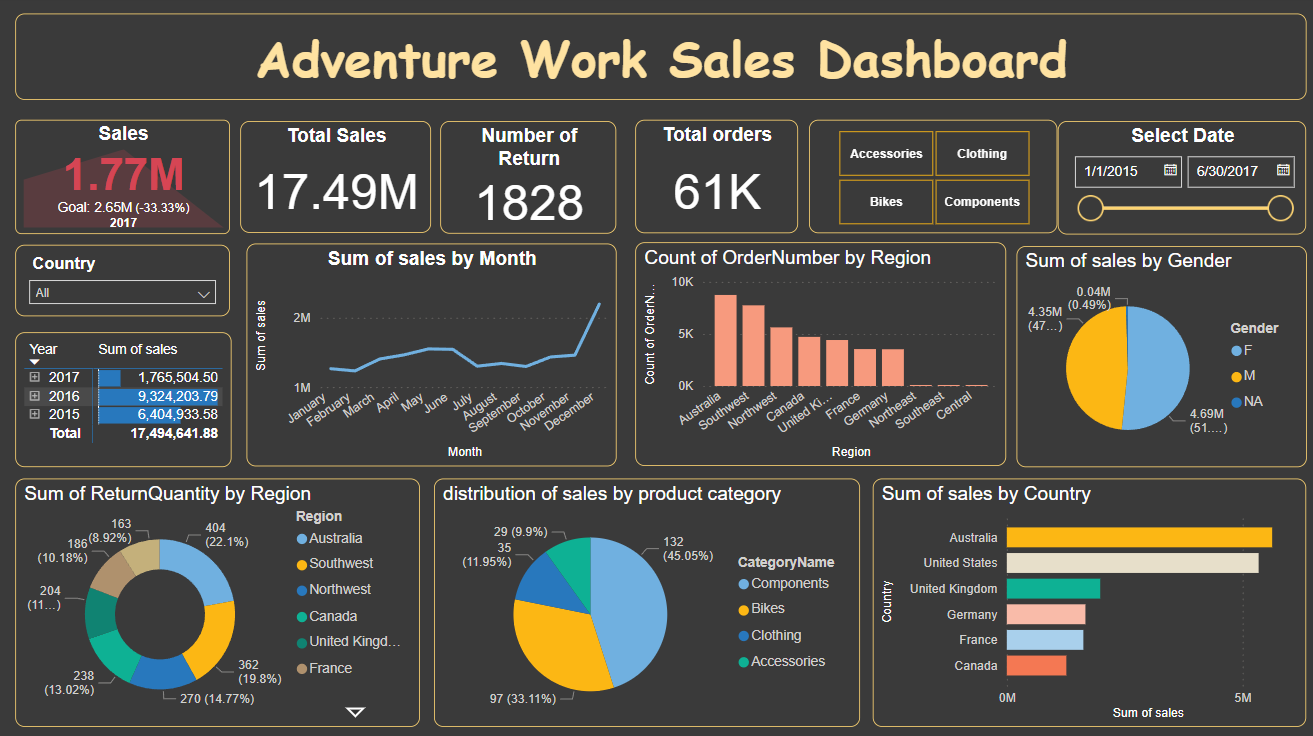 Adventure Work Sales Dashboard
Sales
1.77M
Goal: 2.65M (-33.33%)
2017
Total Sales
17.49M
Number of
Return
1828
Total orders
61K
Accessories
Clothing
Bikes
Components
Select Date
1/1/2015
6/30/2017
Country
All
Year
Sum of sales
2017
1,765,504.50
2016
9,324,203.79
2015
6,404,933.58
Total
17,494,641.88
Sum of sales by Month
Sum of sales
2M
1M
January
February
March
April
May
June
July
August
September
October
November
December
Month
Count of OrderNumber by Region
Count of OrderN...
10K
5K
0K
Australia
Southwest
Northwest
Canada
United Ki...
France
Germany
Northeast
Southeast
Central
Region
Sum of sales by Gender
0.04M
(0.49%)
4.35M
(47...)
4.69M
(51....)
Gender
F
M
NA
Sum of ReturnQuantity by Region
163
(8.92%)
404
(22.1%)
186
(10.18%)
204
(11...)
238
(13.02%)
270 (14.77%)
362
(19.8%)
Region
Australia
Southwest
Northwest
Canada
United Kingd...
France
distribution of sales by product category
29 (9.9%)
35
(11.95%)
132
(45.05%)
97 (33.11%)
CategoryName
Components
Bikes
Clothing
Accessories
Sum of sales by Country
Country
Australia
United States
United Kingdom
Germany
France
Canada
0M
5M
Sum of sales